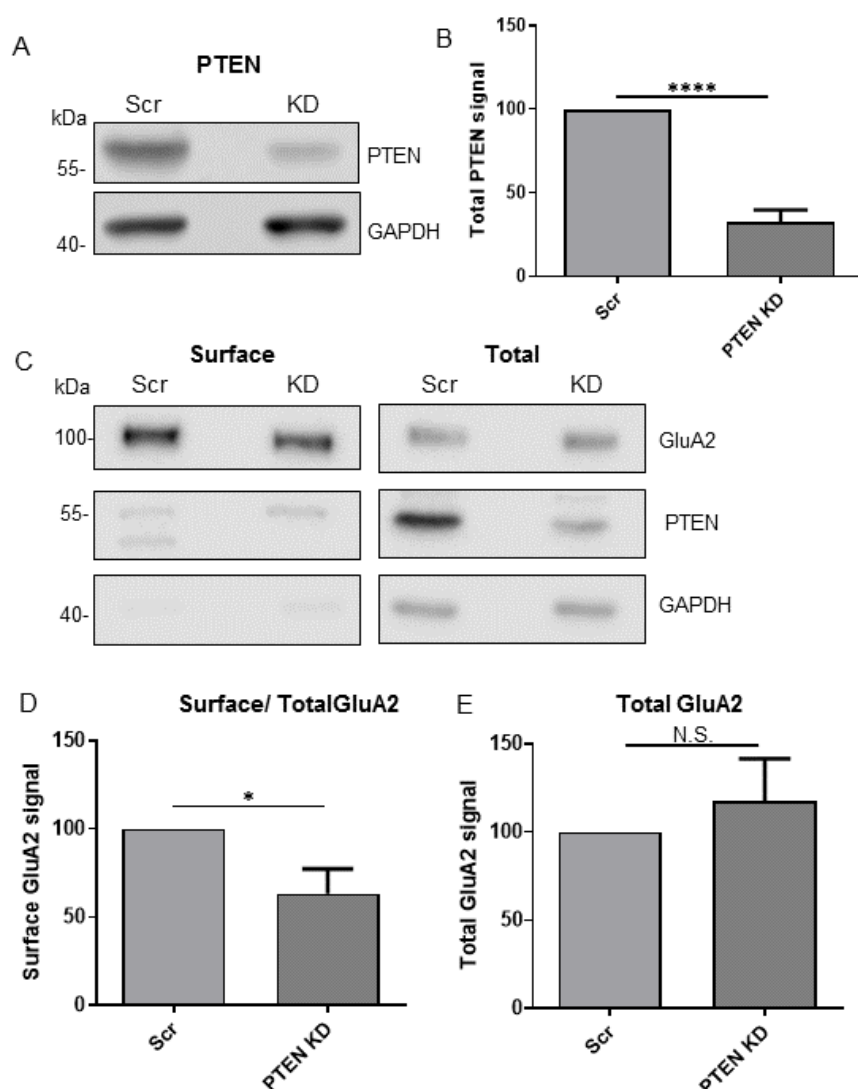 A
PTEN
Scr KD
kDa
55-
PTEN
40-
GAPDH
B
Total PTEN signal
150
100
50
0
****
Scr
PTEN KD
C
Surface Total
kDa
Scr KD Scr KD
100-
GluA2
55-
PTEN
40-
GAPDH
D
Surface/ TotalGluA2
Surface GluA2 signal
150
100
50
0
*
Scr
PTEN KD
E
Total GluA2
Total GluA2 signal
150
100
50
0
N.S.
Scr
PTEN KD